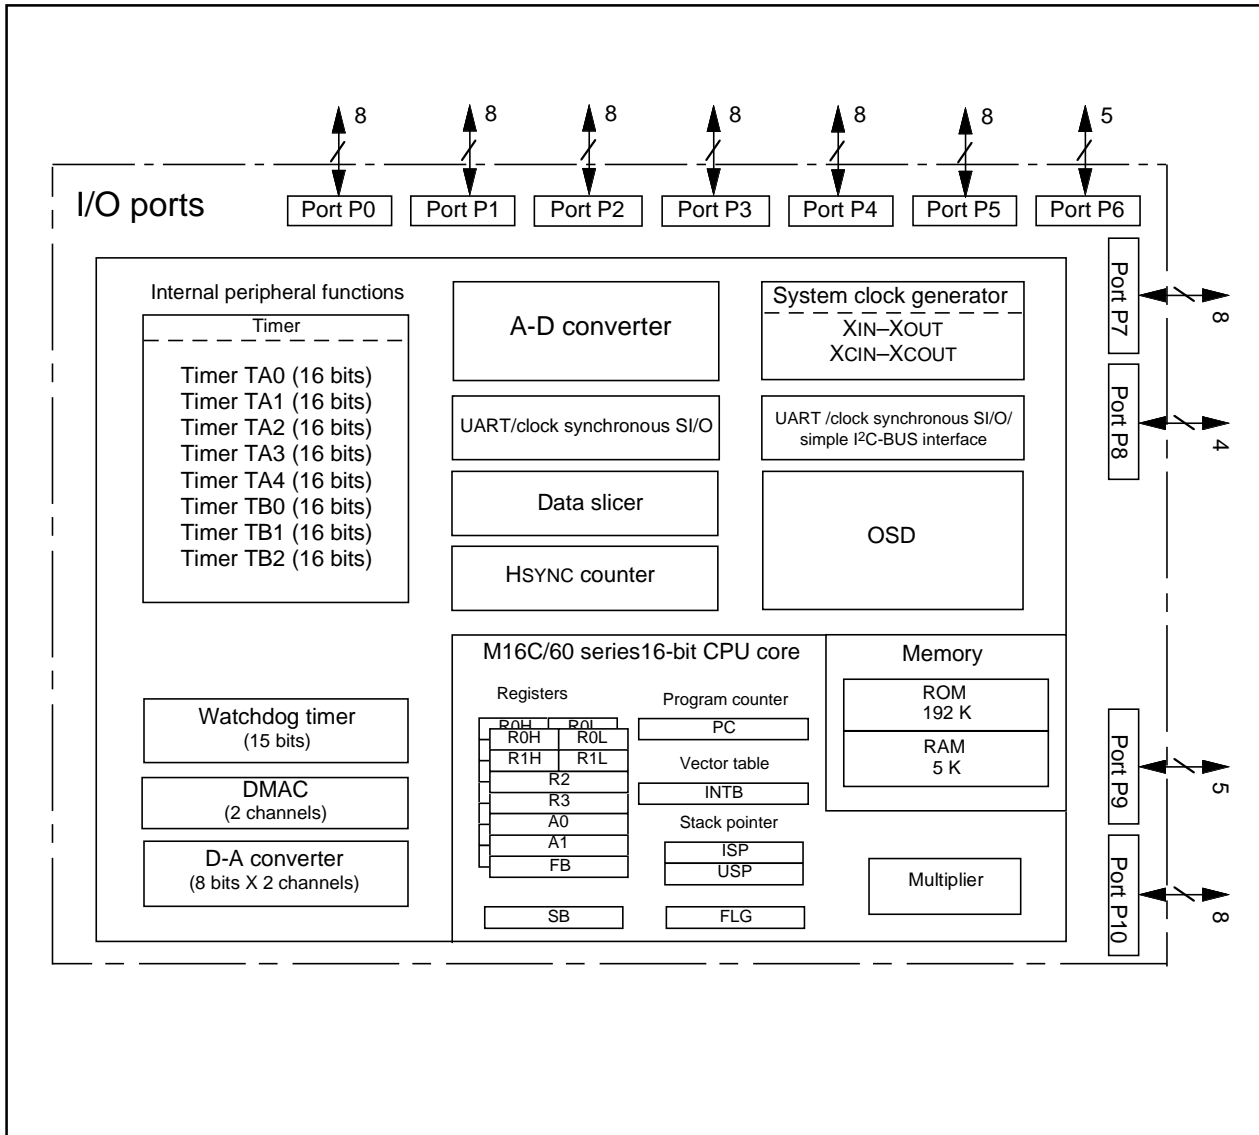 8
8
8
8
8
8
5
I/O ports
Port P0
Port P1
Port P2
Port P3
Port P4
Port P5
Port P6
Port P7
8
Port P8
4
Port P9
5
Port P10
8
Internal peripheral functions
Timer
Timer TA0 (16 bits)
Timer TA1 (16 bits)
Timer TA2 (16 bits)
Timer TA3 (16 bits)
Timer TA4 (16 bits)
Timer TB0 (16 bits)
Timer TB1 (16 bits)
Timer TB2 (16 bits)
Watchdog timer
(15 bits)
DMAC
(2 channels)
D-A converter
(8 bits X 2 channels)
A-D converter
UART/clock synchronous SI/O
Data slicer
HSYNC counter
System clock generator
XIN–XOUT
XCIN–XCOUT
UART /clock synchronous SI/O/
simple I²C-BUS interface
OSD
M16C/60 series16-bit CPU core
Registers
R0H R0L
R0H R0L
R1H R1L
R2
R3
A0
A1
FB
SB
Program counter
PC
Vector table
INTB
Stack pointer
ISP
USP
FLG
Memory
ROM
192 K
RAM
5 K
Multiplier